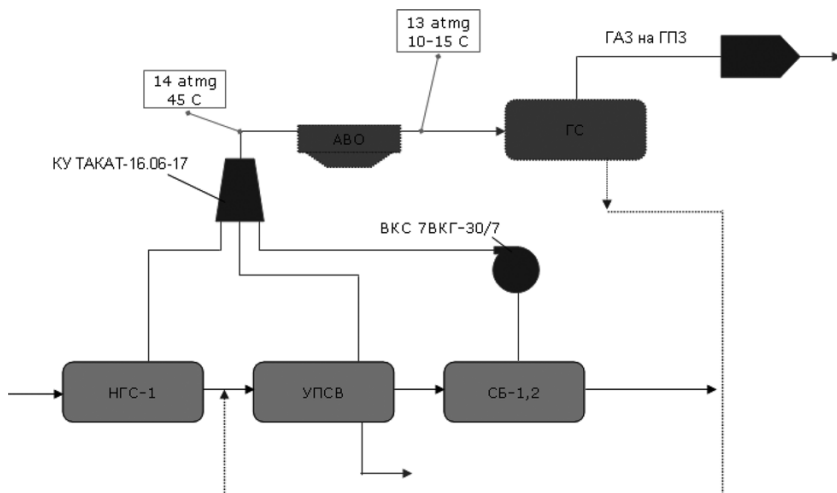 13 atmg
10-15 C
ГАЗ на ГПЗ
14 atmg
45 C
АВО
ГС
КУ ТАКАТ-16.06-17
ВКС 7ВКГ-30/7
НГС-1
УПСВ
СБ-1,2